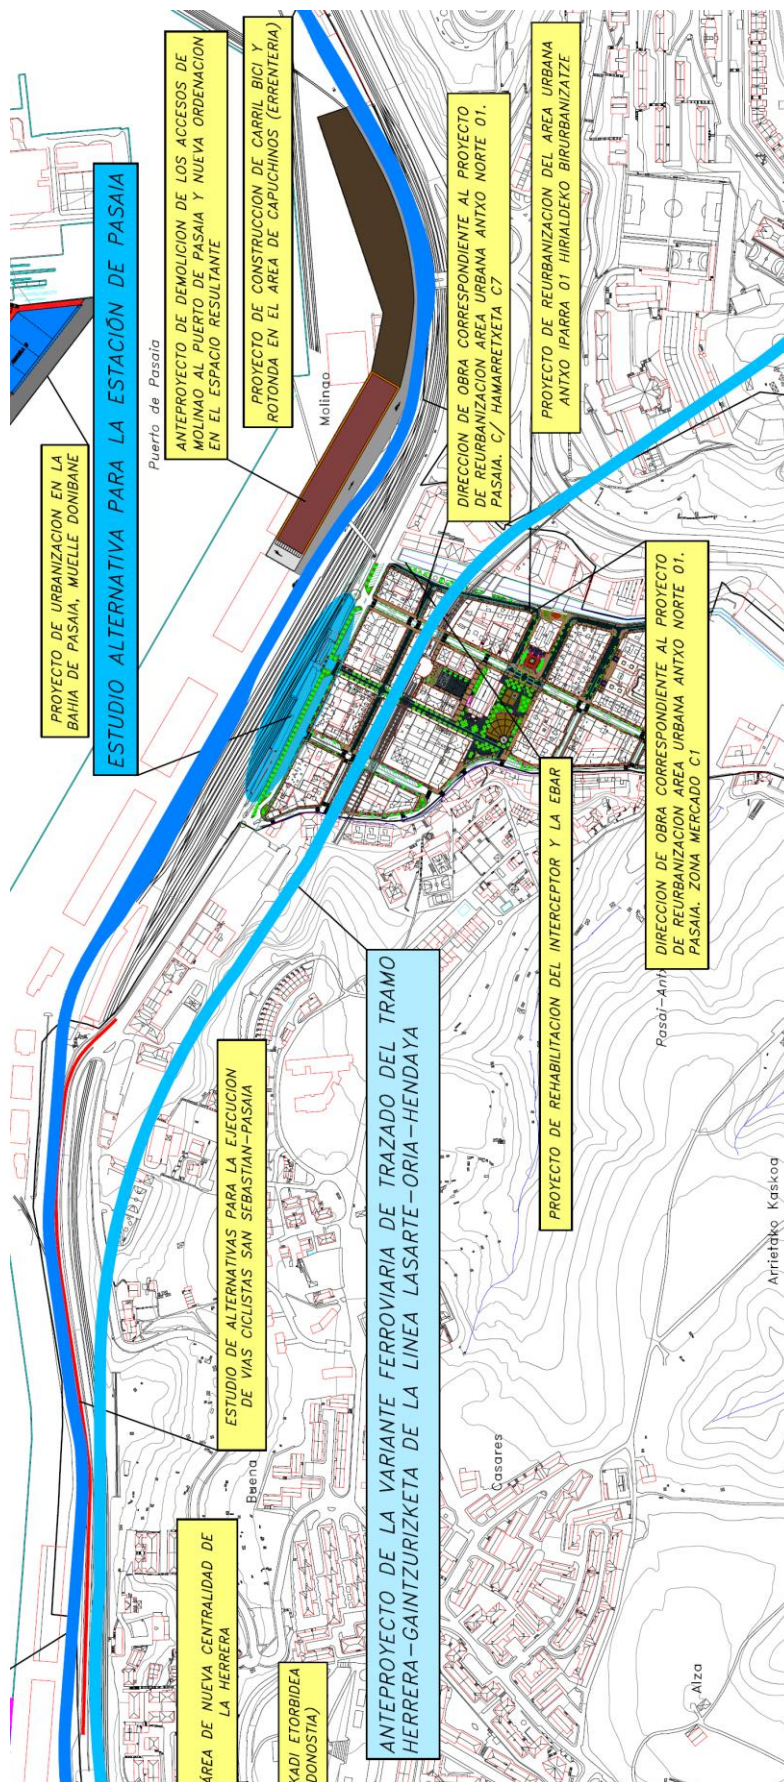 PROYECTO DE URBANIZACION EN LA
BAHIA DE PASAIA, MUELLE DONIBANE
ESTUDIO ALTERNATIVA PARA LA ESTACIÓN DE PASAIA
Puerto de Pasaia
ANTEPROYECTO DE DEMOLICION DE LOS ACCESOS DE
MOLINAO AL PUERTO DE PASAIA Y NUEVA ORDENACION
EN EL ESPACIO RESULTANTE
PROYECTO DE CONSTRUCCION DE CARRIL BICI Y
ROTONDA EN EL AREA DE CAPUCHINOS (ERRENTERIA)
Molinao
DIRECCION DE OBRA CORRESPONDIENTE AL PROYECTO
DE REURBANIZACION AREA URBANA ANTXO NORTE 01.
PASAIA. C/ HAMARRETXETA C7
PROYECTO DE REURBANIZACION DEL AREA URBANA
ANTXO IPARRA 01 HIRIALDEKO BIRURBANIZATZE
DIRECCION DE OBRA CORRESPONDIENTE AL PROYECTO
DE REURBANIZACION AREA URBANA ANTXO NORTE 01.
PASAIA. ZONA MERCADO C1
PROYECTO DE REHABILITACION DEL INTERCEPTOR Y LA EBAR
Pasai-Antx
Arrietako Kaskoa
ESTUDIO DE ALTERNATIVAS PARA LA EJECUCION
DE VIAS CICLISTAS SAN SEBASTIAN-PASAIA
ANTEPROYECTO DE LA VARIANTE FERROVIARIA DE TRAZADO DEL TRAMO
HERRERA-GAINTZURIZKETA DE LA LINEA LASARTE-ORIA-HENDAYA
Buena
Casares
Alza
ÁREA DE NUEVA CENTRALIDAD DE
LA HERRERA
KADI ETORBIDEA
DONOSTIA)